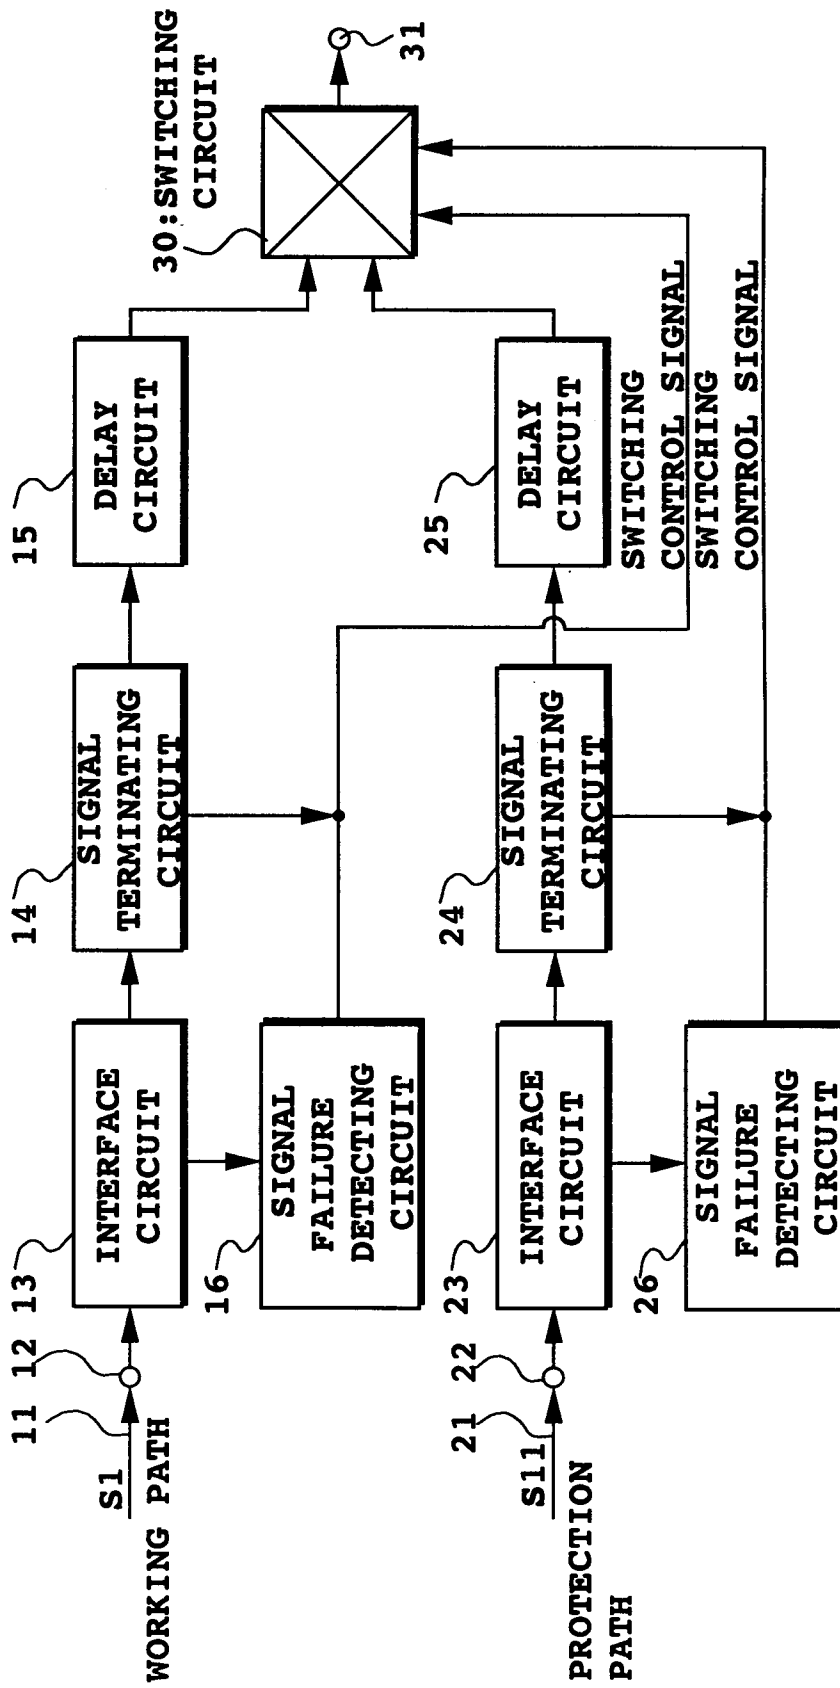 WORKING PATH
S1
11
12
13
INTERFACE
CIRCUIT
14
SIGNAL
TERMINATING
CIRCUIT
15
DELAY
CIRCUIT
16
SIGNAL
FAILURE
DETECTING
CIRCUIT
30:SWITCHING
CIRCUIT
31
PROTECTION
PATH
S11
21
22
23
INTERFACE
CIRCUIT
24
SIGNAL
TERMINATING
CIRCUIT
25
DELAY
CIRCUIT
SWITCHING
CONTROL SIGNAL
SWITCHING
CONTROL SIGNAL
26
SIGNAL
FAILURE
DETECTING
CIRCUIT